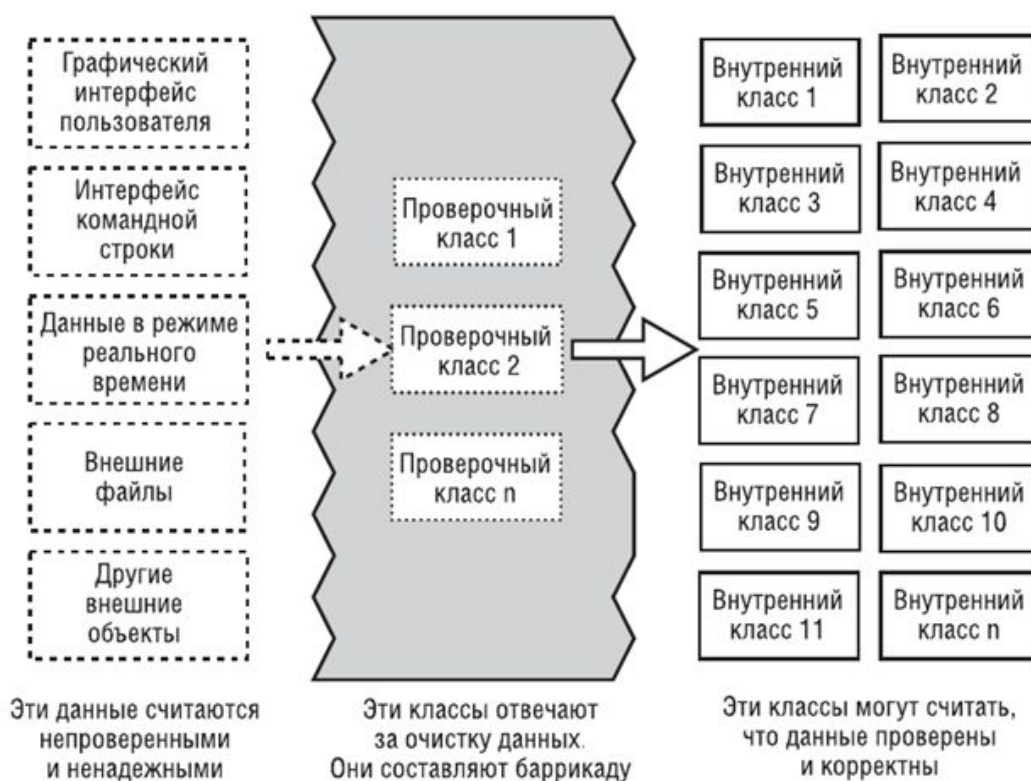 Графический
интерфейс
пользователя
Интерфейс
командной
строки
Данные в режиме
реального
времени
Внешние
файлы
Другие
внешние
объекты
Эти данные считаются
непроверенными
и ненадежными
Проверочный
класс 1
Проверочный
класс 2
Проверочный
класс n
Эти классы отвечают
за очистку данных.
Они составляют баррикаду
Внутренний
класс 1
Внутренний
класс 2
Внутренний
класс 3
Внутренний
класс 4
Внутренний
класс 5
Внутренний
класс 6
Внутренний
класс 7
Внутренний
класс 8
Внутренний
класс 9
Внутренний
класс 10
Внутренний
класс 11
Внутренний
класс n
Эти классы могут считать,
что данные проверены
и корректны